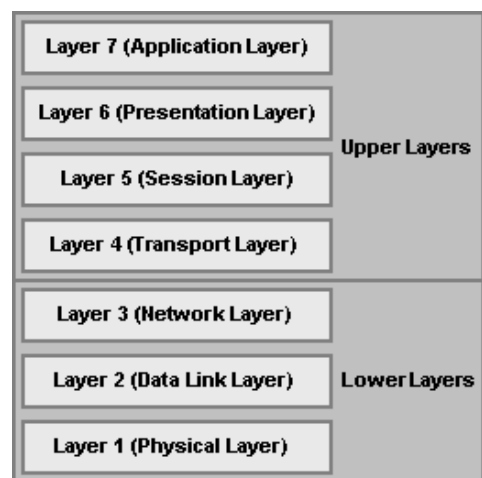 Layer 7 (Application Layer)
Layer 6 (Presentation Layer)
Upper Layers
Layer 5 (Session Layer)
Layer 4 (Transport Layer)
Layer 3 (Network Layer)
Layer 2 (Data Link Layer)
Lower Layers
Layer 1 (Physical Layer)